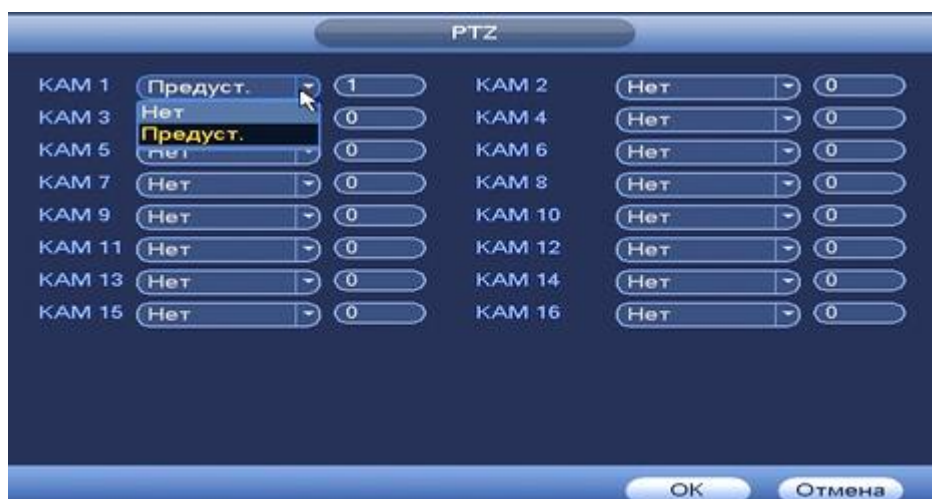 PTZ
КАМ 1 Предуст. 1 КАМ 2 Нет 0
Нет
Предуст.
КАМ 3 0 КАМ 4 Нет 0
КАМ 5 Нет 0 КАМ 6 Нет 0
КАМ 7 Нет 0 КАМ 8 Нет 0
КАМ 9 Нет 0 КАМ 10 Нет 0
КАМ 11 Нет 0 КАМ 12 Нет 0
КАМ 13 Нет 0 КАМ 14 Нет 0
КАМ 15 Нет 0 КАМ 16 Нет 0
OK Отмена